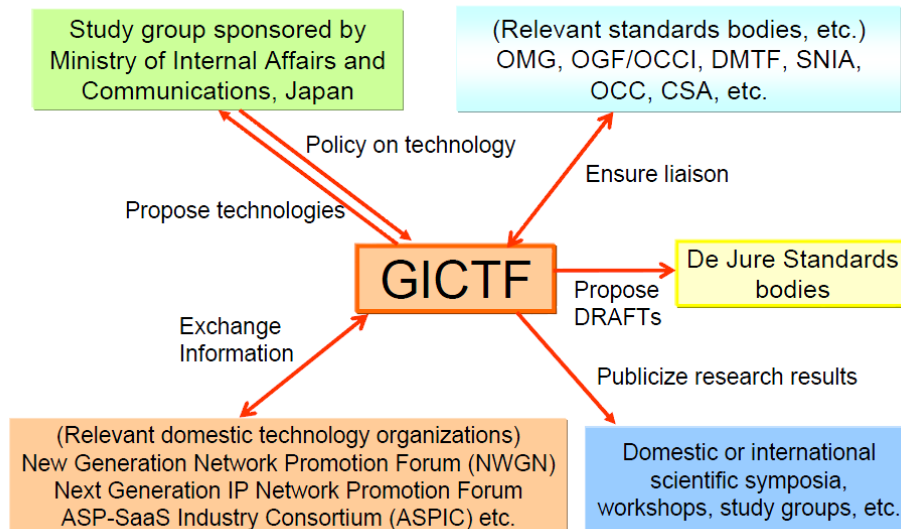 Study group sponsored by
Ministry of Internal Affairs and
Communications, Japan
(Relevant standards bodies, etc.)
OMG, OGF/OCCI, DMTF, SNIA,
OCC, CSA, etc.
Policy on technology
Propose technologies
Ensure liaison
GICTF
De Jure Standards
bodies
Propose
DRAFTs
Exchange
Information
Publicize research results
(Relevant domestic technology organizations)
New Generation Network Promotion Forum (NWGN)
Next Generation IP Network Promotion Forum
ASP-SaaS Industry Consortium (ASPIC) etc.
Domestic or international
scientific symposia,
workshops, study groups, etc.